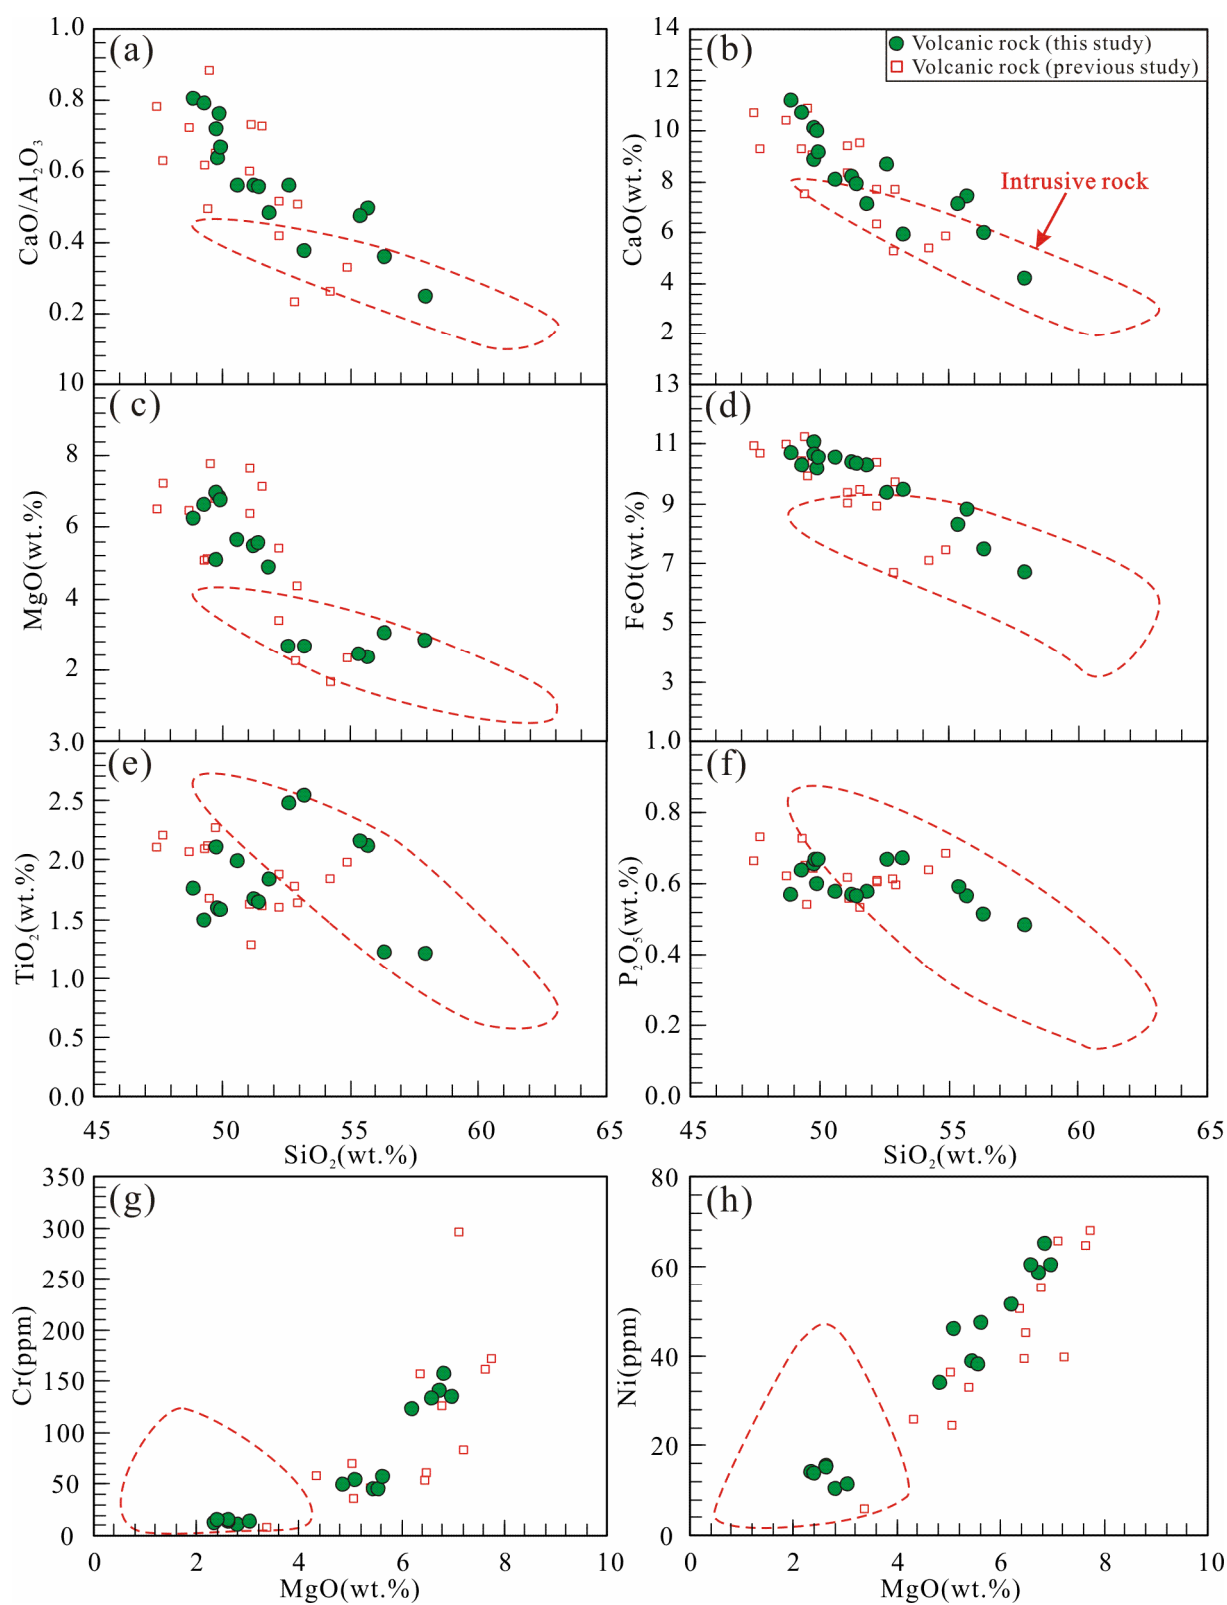 (a)
1.0
0.8
0.6
0.4
0.2
CaO/Al₂O₃
(b)
Volcanic rock (this study)
Volcanic rock (previous study)
Intrusive rock
14
12
10
8
6
4
2
CaO(wt.%)
(c)
10
8
6
4
2
MgO(wt.%)
(d)
13
11
9
7
5
3
1
FeOt(wt.%)
(e)
3.0
2.5
2.0
1.5
1.0
0.5
0.0
TiO₂(wt.%)
45 50 55 60 65
SiO₂(wt.%)
(f)
1.0
0.8
0.6
0.4
0.2
0.0
P₂O₅(wt.%)
45 50 55 60 65
SiO₂(wt.%)
(g)
350
300
250
200
150
100
50
0
Cr(ppm)
0 2 4 6 8 10
MgO(wt.%)
(h)
80
60
40
20
0
Ni(ppm)
0 2 4 6 8 10
MgO(wt.%)